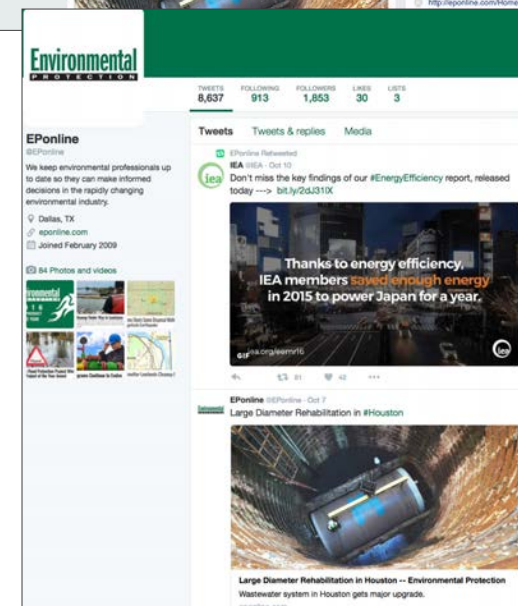 http://eponline.com/Home
Environmental
PROTECTION
TWEETS FOLLOWING FOLLOWERS LIKES LISTS
8,637 913 1,853 30 3
Tweets Tweets & replies Media
EPonline
@EPonline
We keep environmental professionals up
to date so they can make informed
decisions in the rapidly changing
environmental industry.
Dallas, TX
eponline.com
Joined February 2009
84 Photos and videos
EPonline Retweeted
IEA @IEA · Oct 10
Don't miss the key findings of our #EnergyEfficiency report, released
today ---> bit.ly/2dJ31IX
iea
Thanks to energy efficiency,
IEA members saved enough energy
in 2015 to power Japan for a year.
GIF
iea
42
EPonline @EPonline · Oct 7
Large Diameter Rehabilitation in #Houston
Large Diameter Rehabilitation in Houston -- Environmental Protection
Wastewater system in Houston gets major upgrade.